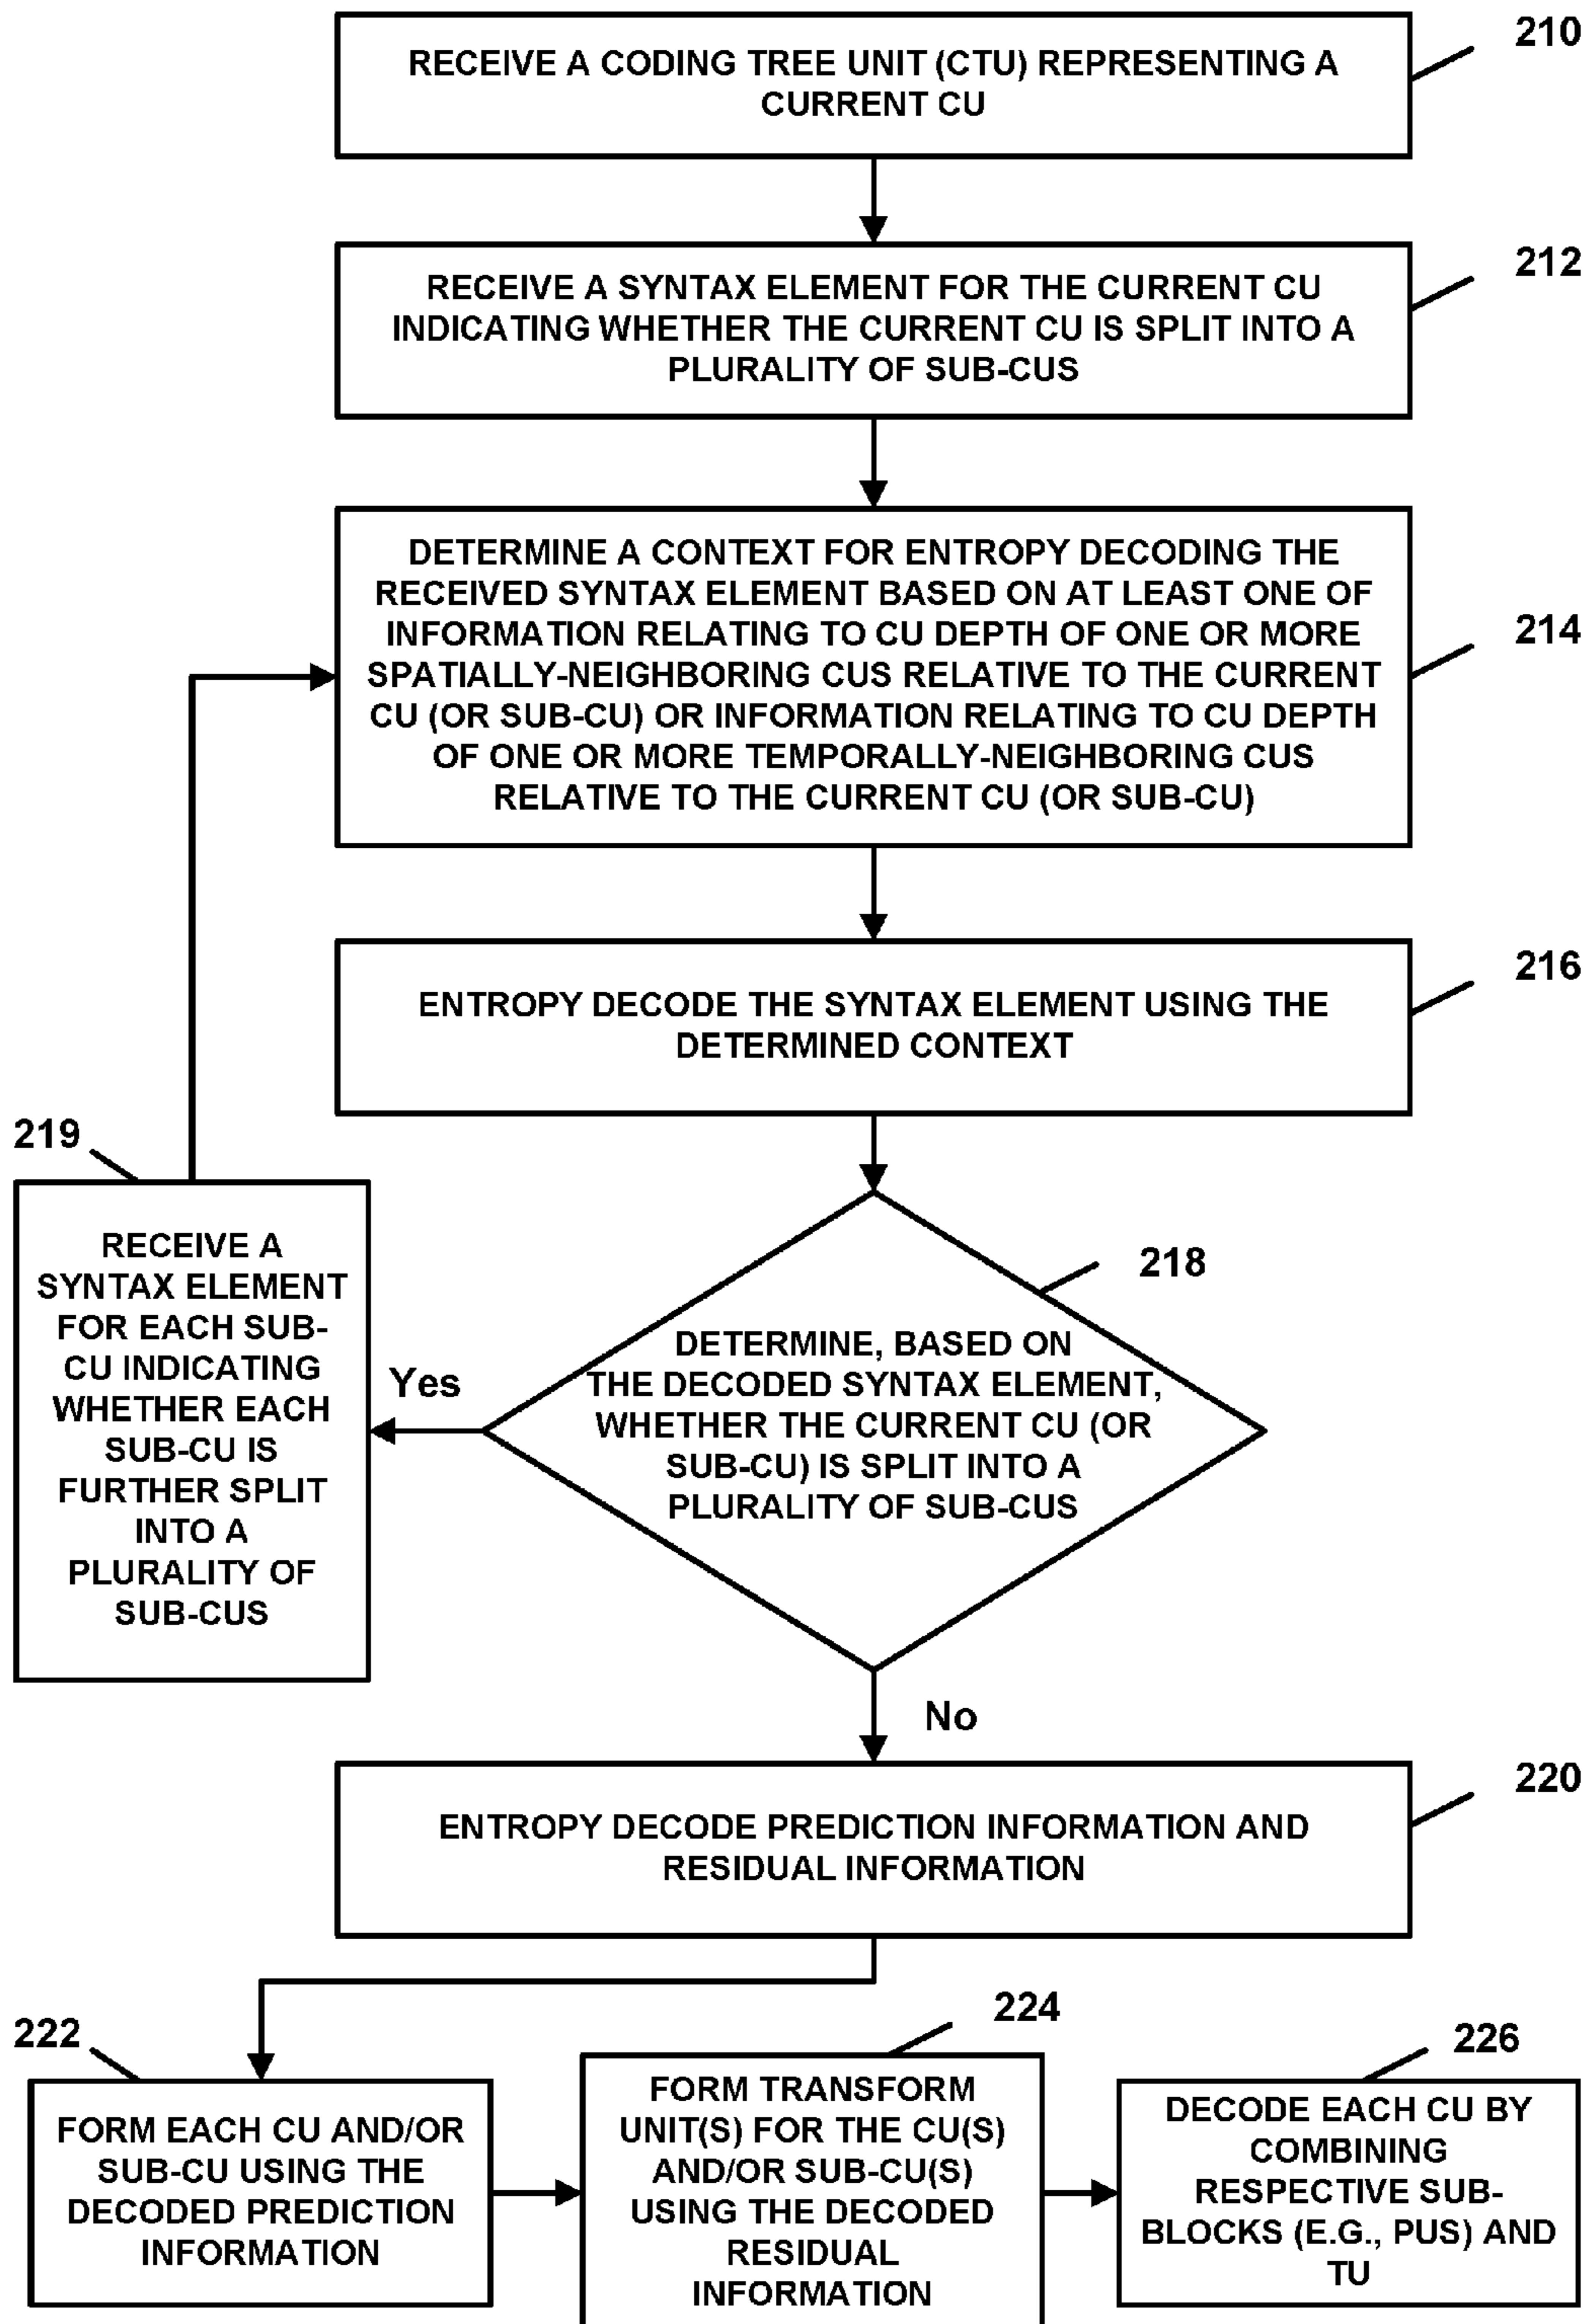 210
RECEIVE A CODING TREE UNIT (CTU) REPRESENTING A
CURRENT CU
212
RECEIVE A SYNTAX ELEMENT FOR THE CURRENT CU
INDICATING WHETHER THE CURRENT CU IS SPLIT INTO A
PLURALITY OF SUB-CUS
214
DETERMINE A CONTEXT FOR ENTROPY DECODING THE
RECEIVED SYNTAX ELEMENT BASED ON AT LEAST ONE OF
INFORMATION RELATING TO CU DEPTH OF ONE OR MORE
SPATIALLY-NEIGHBORING CUS RELATIVE TO THE CURRENT
CU (OR SUB-CU) OR INFORMATION RELATING TO CU DEPTH
OF ONE OR MORE TEMPORALLY-NEIGHBORING CUS
RELATIVE TO THE CURRENT CU (OR SUB-CU)
216
ENTROPY DECODE THE SYNTAX ELEMENT USING THE
DETERMINED CONTEXT
219
RECEIVE A
SYNTAX ELEMENT
FOR EACH SUB-
CU INDICATING
WHETHER EACH
SUB-CU IS
FURTHER SPLIT
INTO A
PLURALITY OF
SUB-CUS
Yes
218
DETERMINE, BASED ON
THE DECODED SYNTAX ELEMENT,
WHETHER THE CURRENT CU (OR
SUB-CU) IS SPLIT INTO A
PLURALITY OF SUB-CUS
No
220
ENTROPY DECODE PREDICTION INFORMATION AND
RESIDUAL INFORMATION
222
FORM EACH CU AND/OR
SUB-CU USING THE
DECODED PREDICTION
INFORMATION
224
FORM TRANSFORM
UNIT(S) FOR THE CU(S)
AND/OR SUB-CU(S)
USING THE DECODED
RESIDUAL
INFORMATION
226
DECODE EACH CU BY
COMBINING
RESPECTIVE SUB-
BLOCKS (E.G., PUS) AND
TU